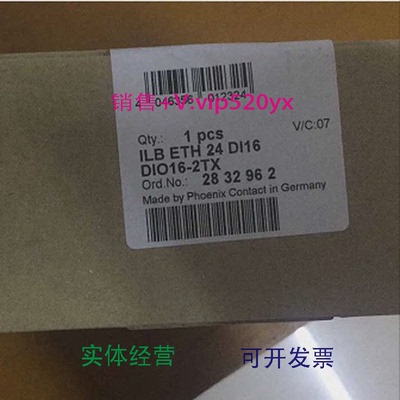 销售+V:vip520yx
V/C:07
Qty.: 1 pcs
ILB ETH 24 DI16
DIO16-2TX
Ord.No.: 28 32 96 2
Made by Phoenix Contact in Germany
实体经营 可开发票